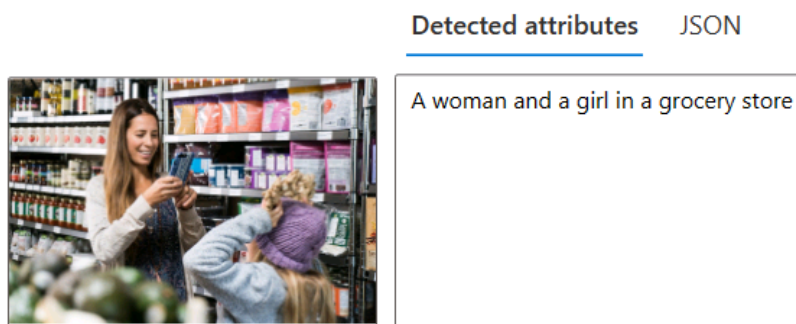 Detected attributes JSON
A woman and a girl in a grocery store